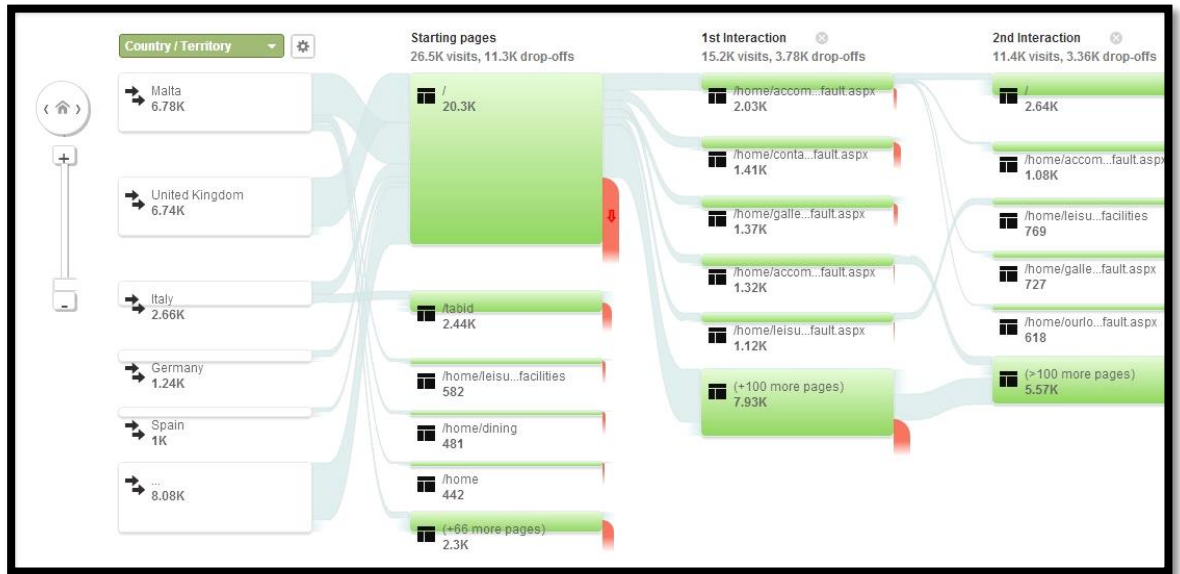 Country / Territory
Malta
6.78K
United Kingdom
6.74K
Italy
2.66K
Germany
1.24K
Spain
1K
...
8.08K
+
-
Starting pages
26.5K visits, 11.3K drop-offs
/
20.3K
/tabid
2.44K
/home/leisu...facilities
582
/home/dining
481
/home
442
(+66 more pages)
2.3K
1st Interaction
15.2K visits, 3.78K drop-offs
/home/accom...fault.aspx
2.03K
/home/conta...fault.aspx
1.41K
/home/galle...fault.aspx
1.37K
/home/accom...fault.aspx
1.32K
/home/leisu...fault.aspx
1.12K
(+100 more pages)
7.93K
2nd Interaction
11.4K visits, 3.36K drop-offs
/
2.64K
/home/accom...fault.aspx
1.08K
/home/leisu...facilities
769
/home/galle...fault.aspx
727
/home/ourlo...fault.aspx
618
(>100 more pages)
5.57K